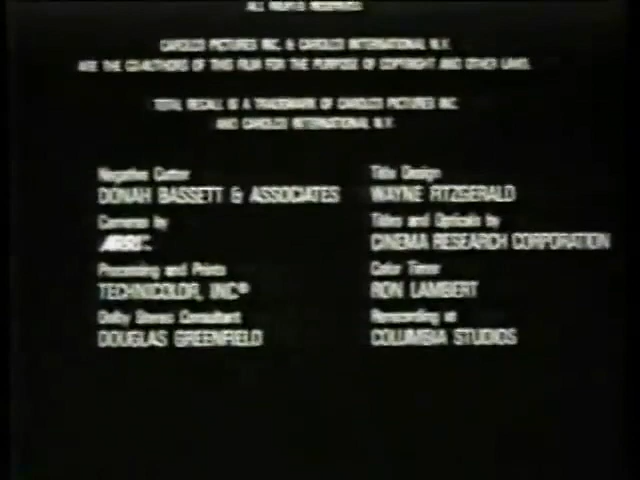 ALL RIGHTS RESERVED
CAROLCO PICTURES INC. & CAROLCO INTERNATIONAL N.V.
ARE THE CO-AUTHORS OF THIS FILM FOR THE PURPOSE OF COPYRIGHT AND OTHER LAWS.
TOTAL RECALL IS A TRADEMARK OF CAROLCO PICTURES INC.
AND CAROLCO INTERNATIONAL N.V.
Negative Cutter
DONAH BASSETT & ASSOCIATES
Title Design
WAYNE FITZGERALD
Cameras by
Titles and Opticals by
CINEMA RESEARCH CORPORATION
Processing and Prints
TECHNICOLOR, INC®
Color Timer
RON LAMBERT
Dolby Stereo Consultant
DOUGLAS GREENFIELD
Rerecording at
COLUMBIA STUDIOS